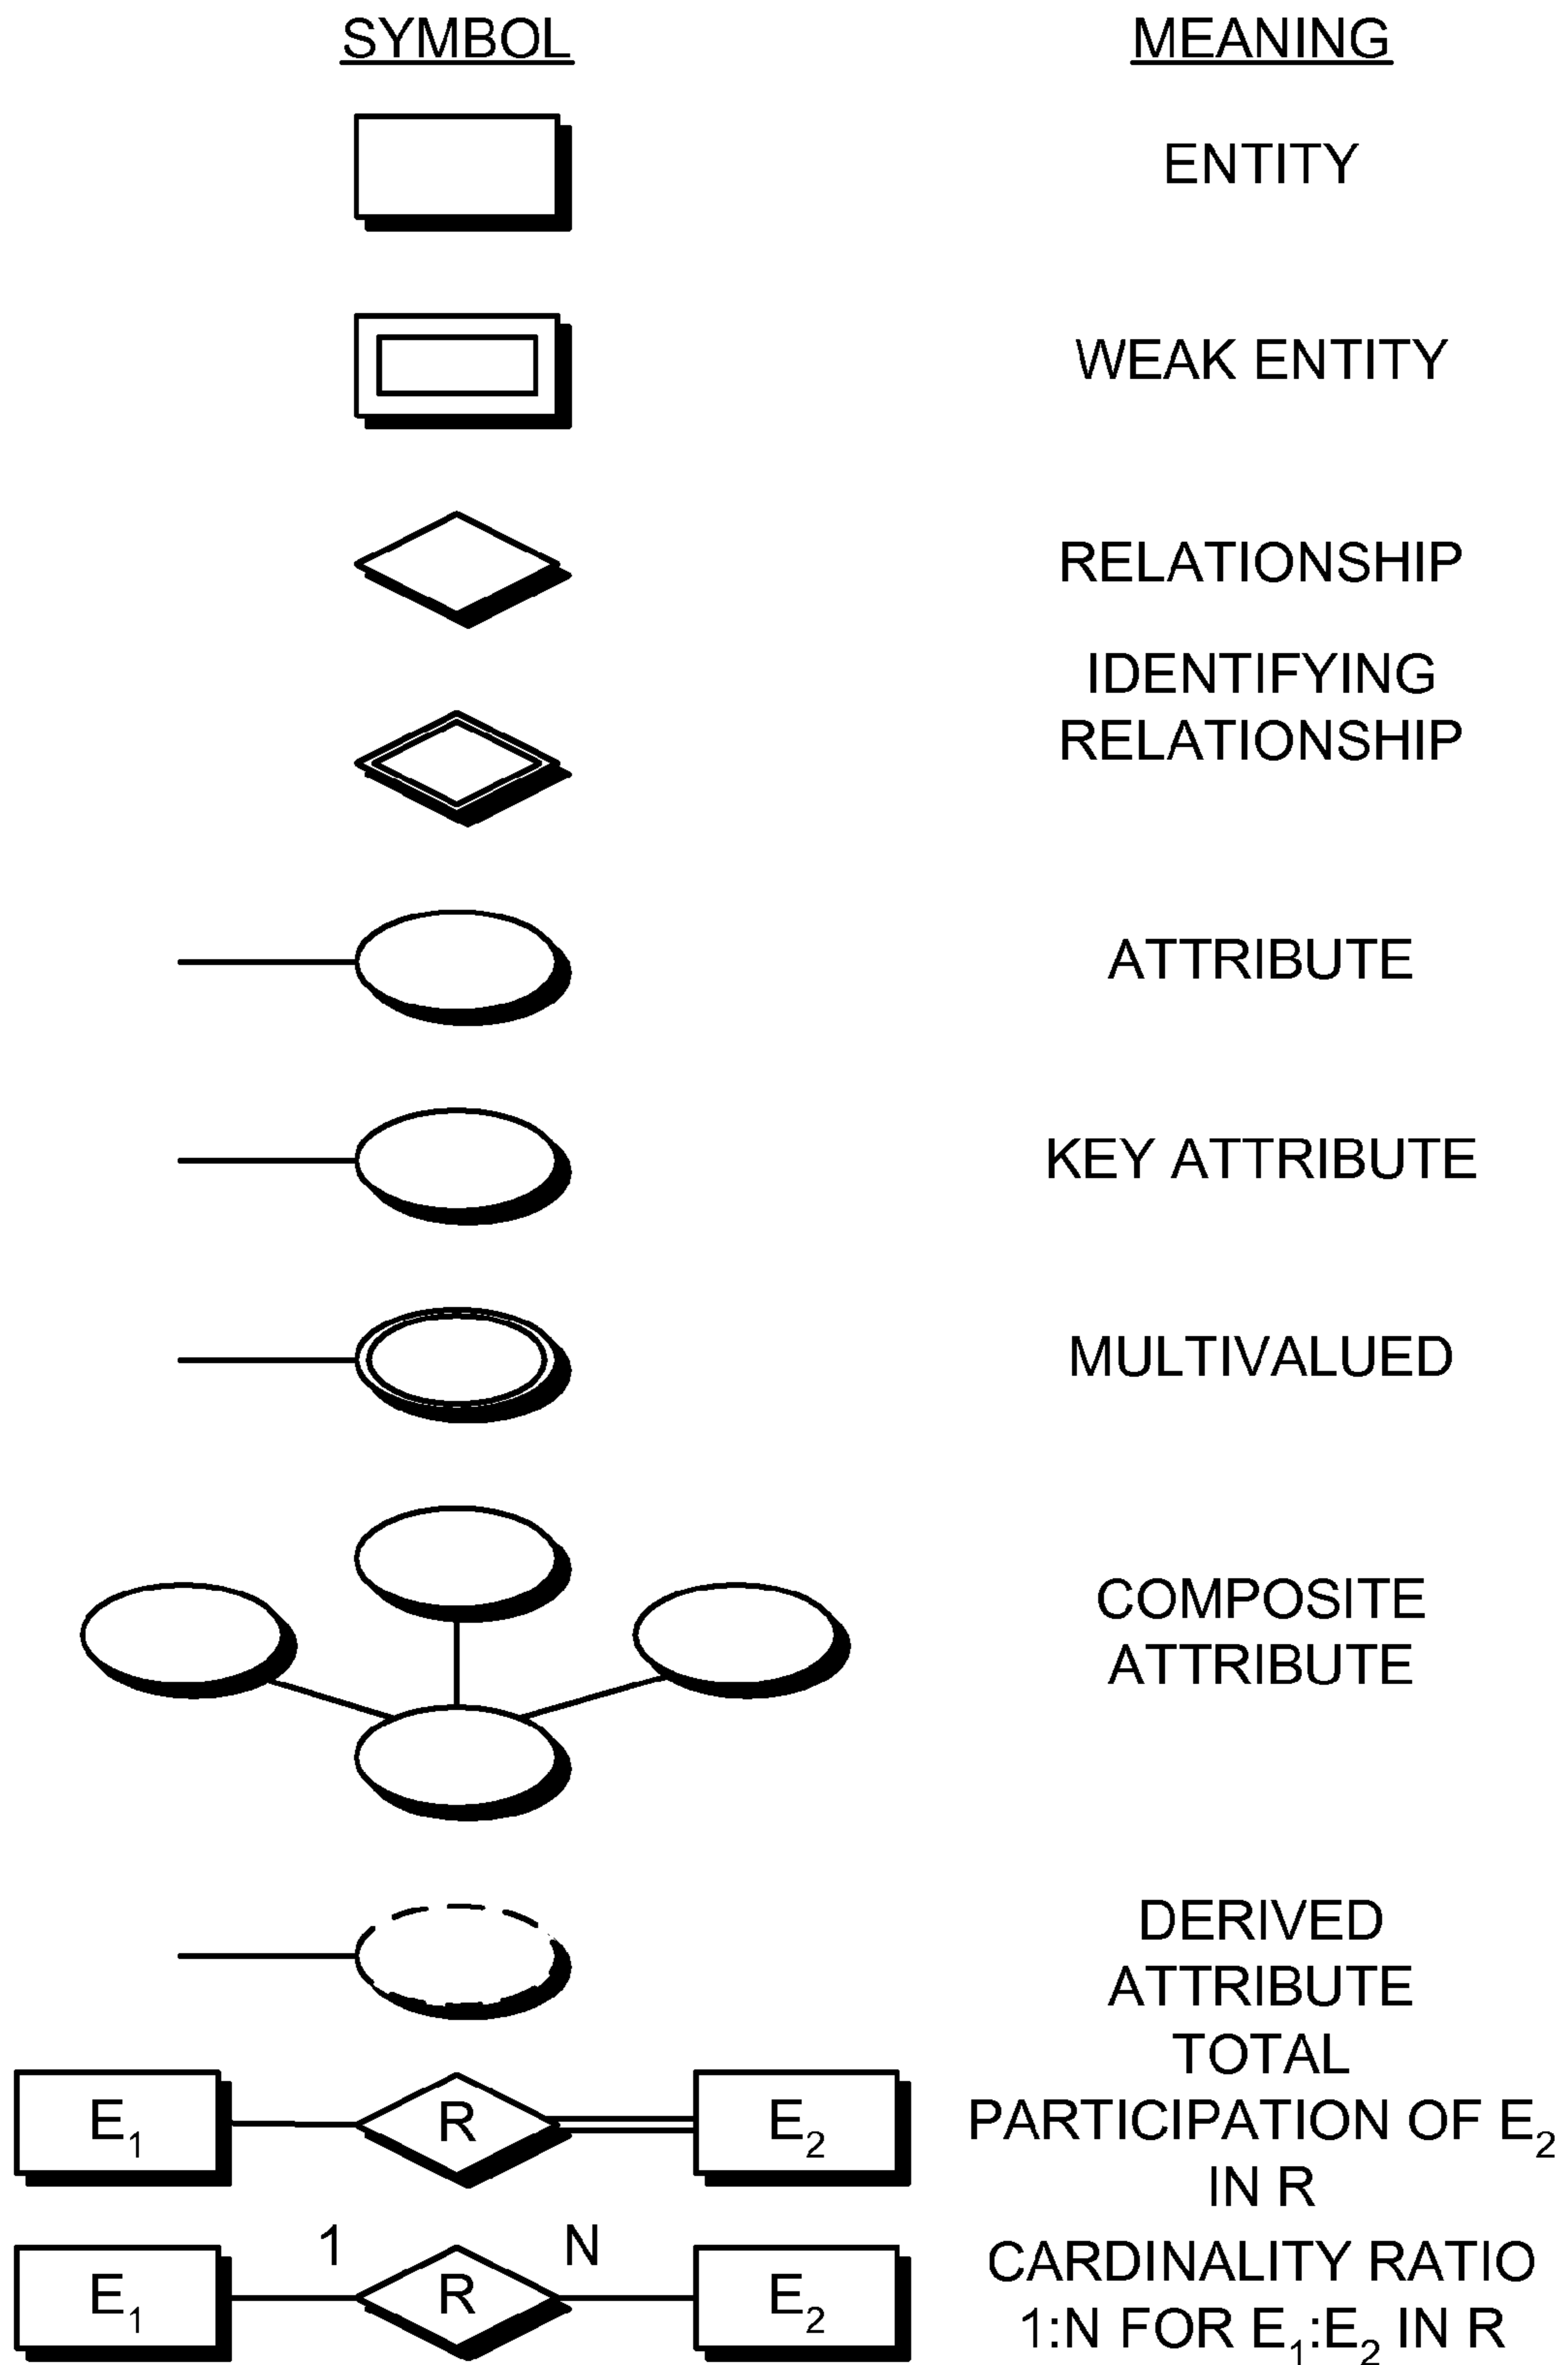 SYMBOL MEANING
ENTITY
WEAK ENTITY
RELATIONSHIP
IDENTIFYING
RELATIONSHIP
ATTRIBUTE
KEY ATTRIBUTE
MULTIVALUED
COMPOSITE
ATTRIBUTE
DERIVED
ATTRIBUTE
TOTAL
E₁ R E₂ PARTICIPATION OF E₂
IN R
1 N CARDINALITY RATIO
E₁ R E₂ 1:N FOR E₁:E₂ IN R